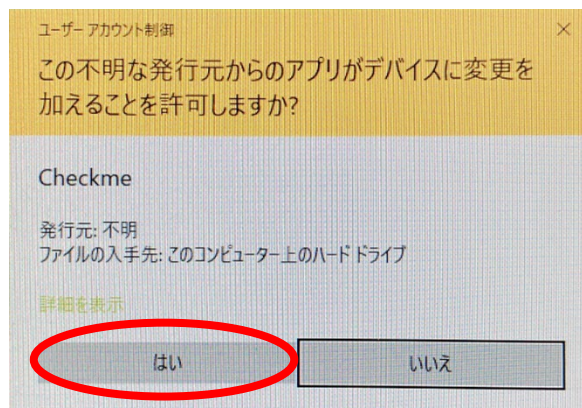 ユーザー アカウント制御
この不明な発行元からのアプリがデバイスに変更を
加えることを許可しますか?
Checkme
発行元: 不明
ファイルの入手先: このコンピューター上のハード ドライブ
詳細を表示
はい
いいえ